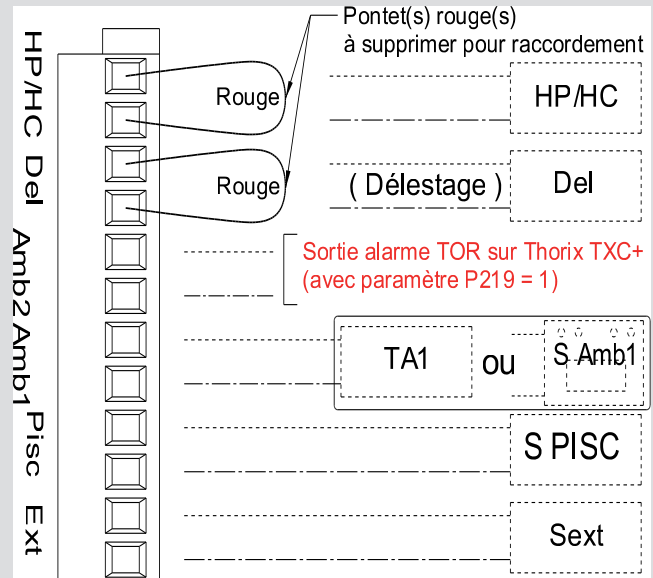 Pontet(s) rouge(s)
à supprimer pour raccordement
HP/HC
Rouge
HP/HC
Del
Rouge
( Délestage )
Del
Amb2
Sortie alarme TOR sur Thorix TXC+
(avec paramètre P219 = 1)
Amb1
TA1
ou
S Amb1
Pisc
S PISC
Ext
Sext